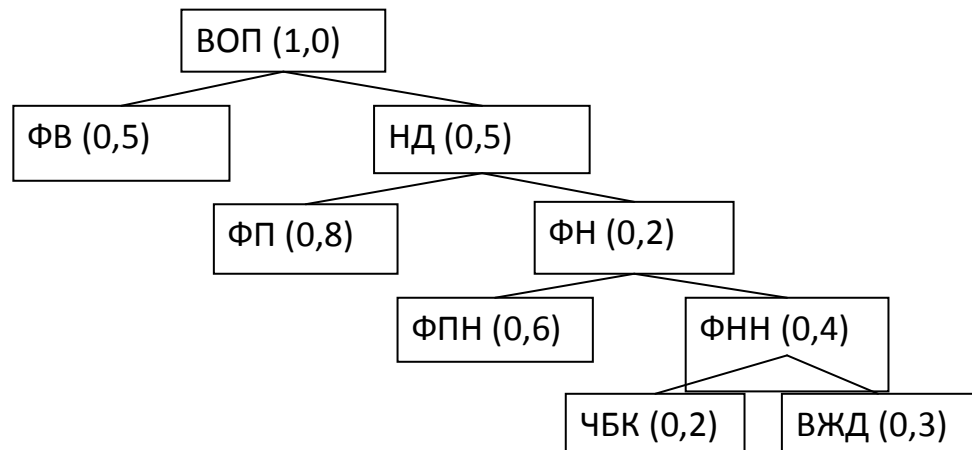 ВОП (1,0)
ФВ (0,5)
НД (0,5)
ФП (0,8)
ФН (0,2)
ФПН (0,6)
ФНН (0,4)
ЧБК (0,2)
ВЖД (0,3)